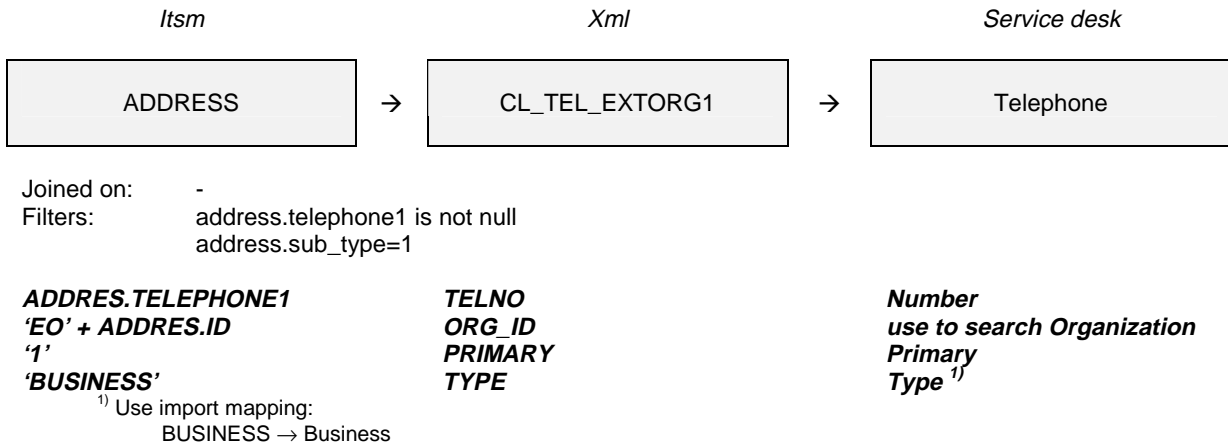 Itsm Xml Service desk
ADDRESS → CL_TEL_EXTORG1 → Telephone
Joined on: -
Filters: address.telephone1 is not null
address.sub_type=1
ADDRES.TELEPHONE1 TELNO Number
‘EO’ + ADDRES.ID ORG_ID use to search Organization
‘1’ PRIMARY Primary
‘BUSINESS’ TYPE Type 1)
1) Use import mapping:
BUSINESS → Business